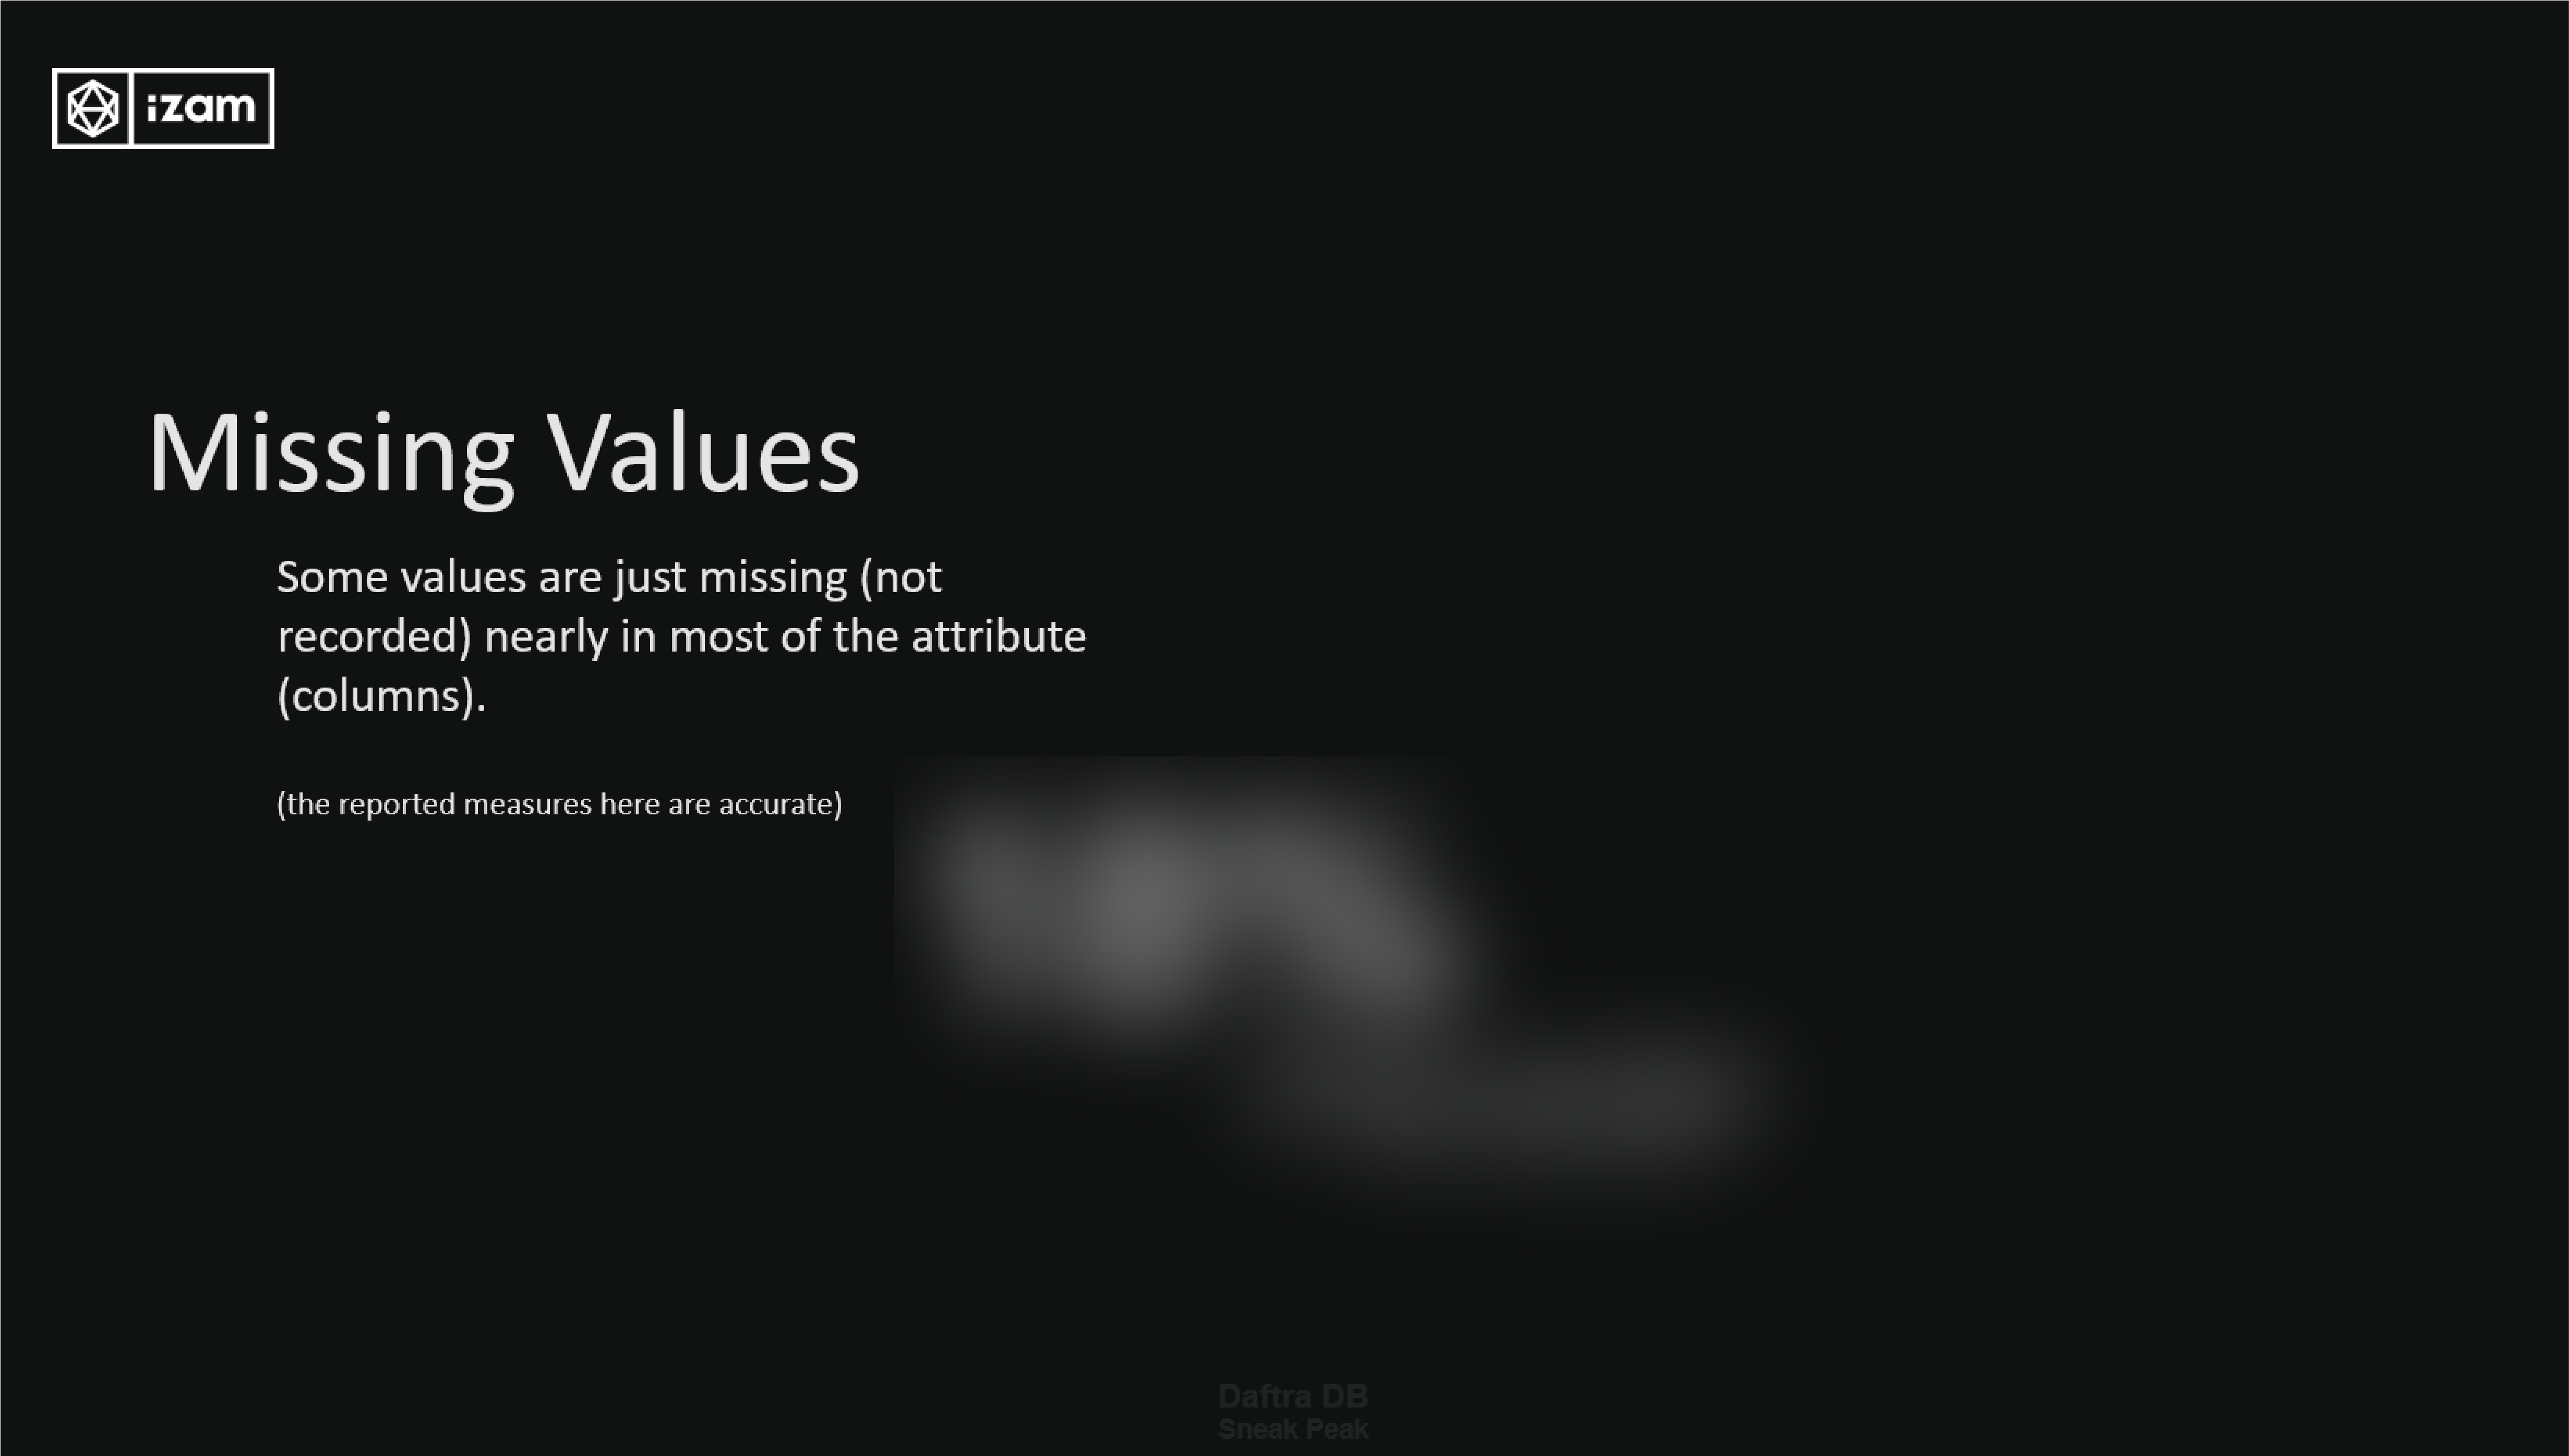 izam
Missing Values
Some values are just missing (not
recorded) nearly in most of the attribute
(columns).
(the reported measures here are accurate)
Daftra DB
Sneak Peak